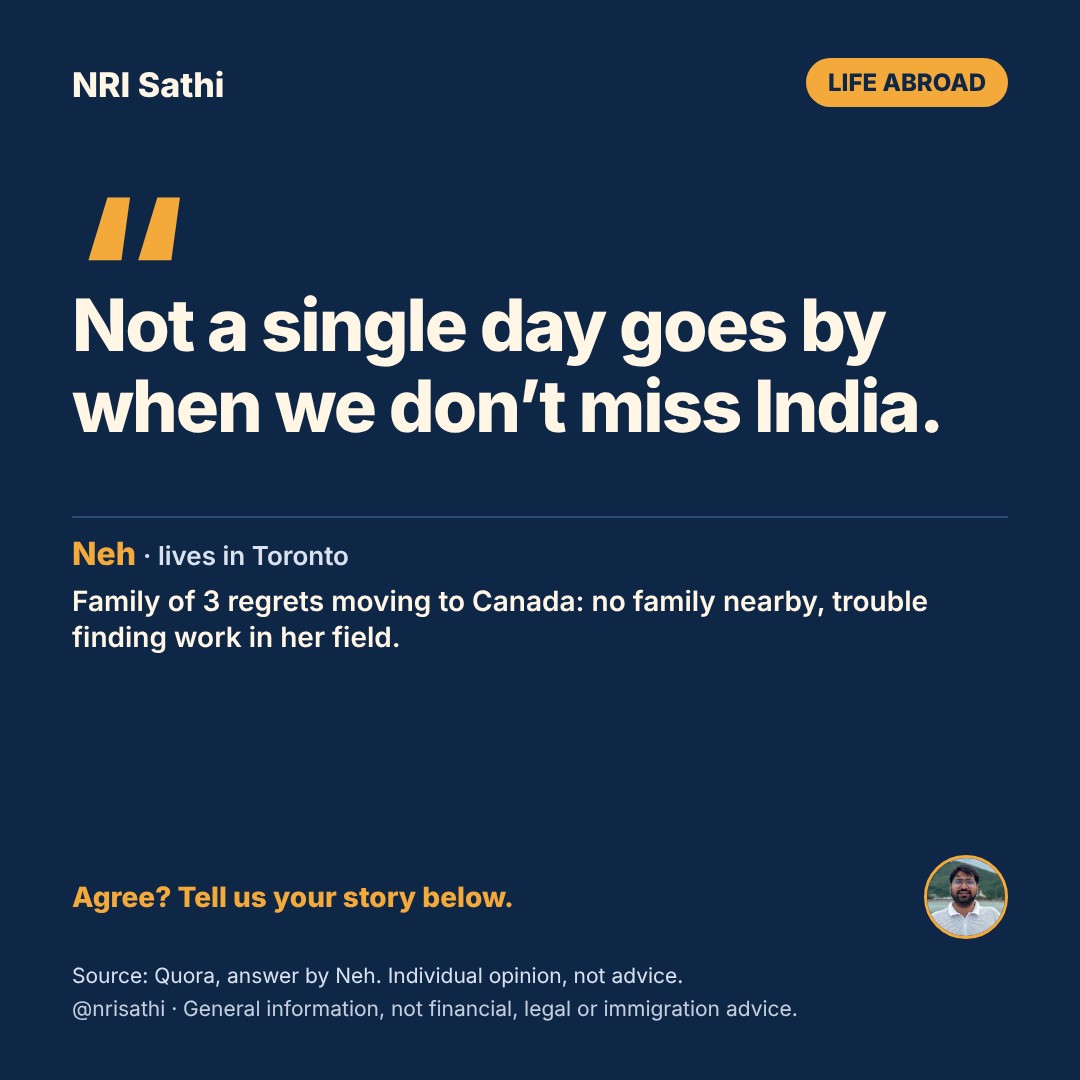 NRI Sathi
LIFE ABROAD
"
Not a single day goes by
when we don’t miss India.
Neh · lives in Toronto
Family of 3 regrets moving to Canada: no family nearby, trouble
finding work in her field.
Agree? Tell us your story below.
Source: Quora, answer by Neh. Individual opinion, not advice.
@nrisathi · General information, not financial, legal or immigration advice.